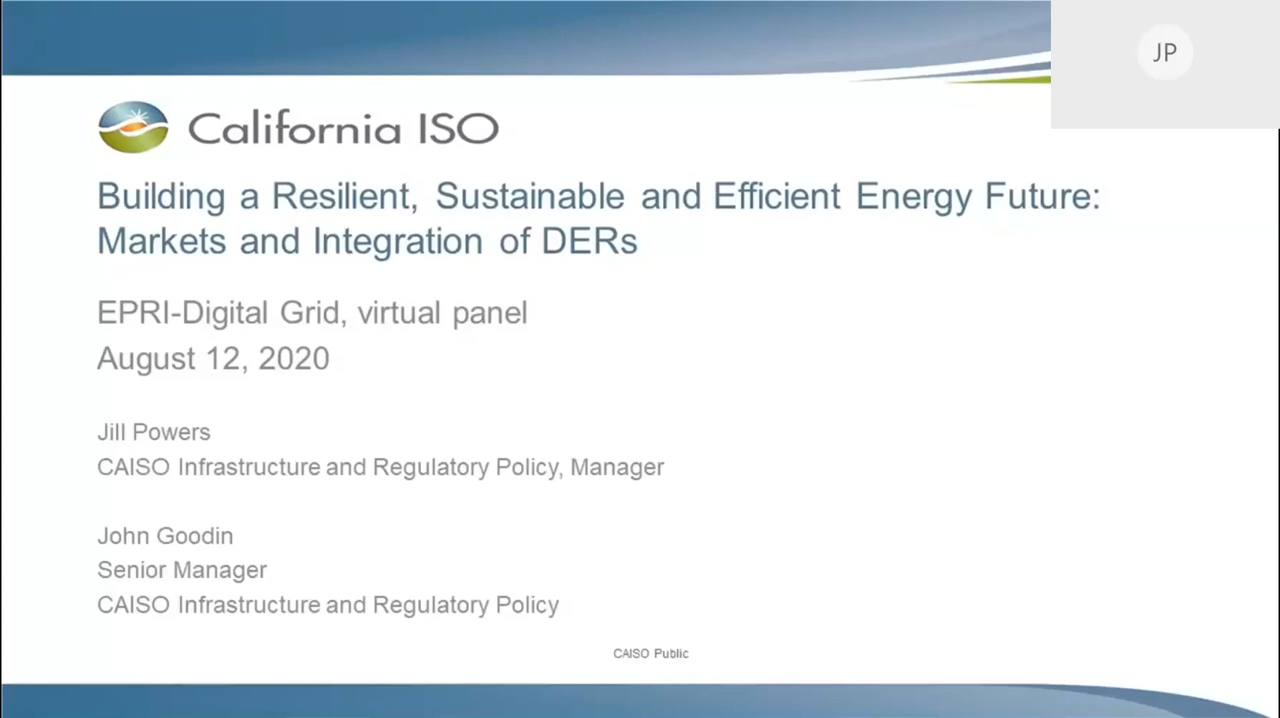 JP
California ISO
Building a Resilient, Sustainable and Efficient Energy Future:
Markets and Integration of DERs
EPRI-Digital Grid, virtual panel
August 12, 2020
Jill Powers
CAISO Infrastructure and Regulatory Policy, Manager
John Goodin
Senior Manager
CAISO Infrastructure and Regulatory Policy
CAISO Public